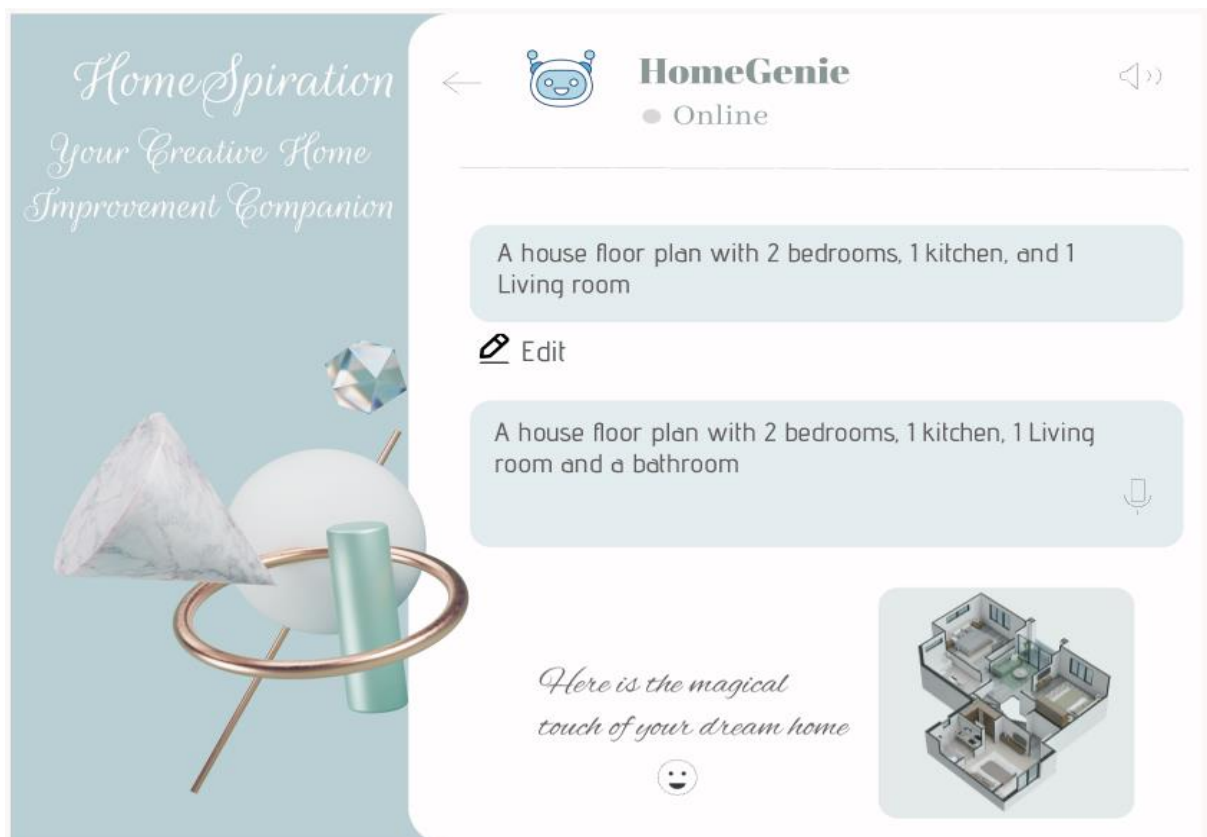 HomeSpiration
Your Creative Home
Improvement Companion
HomeGenie
Online
A house floor plan with 2 bedrooms, 1 kitchen, and 1
Living room
Edit
A house floor plan with 2 bedrooms, 1 kitchen, 1 Living
room and a bathroom
Here is the magical
touch of your dream home